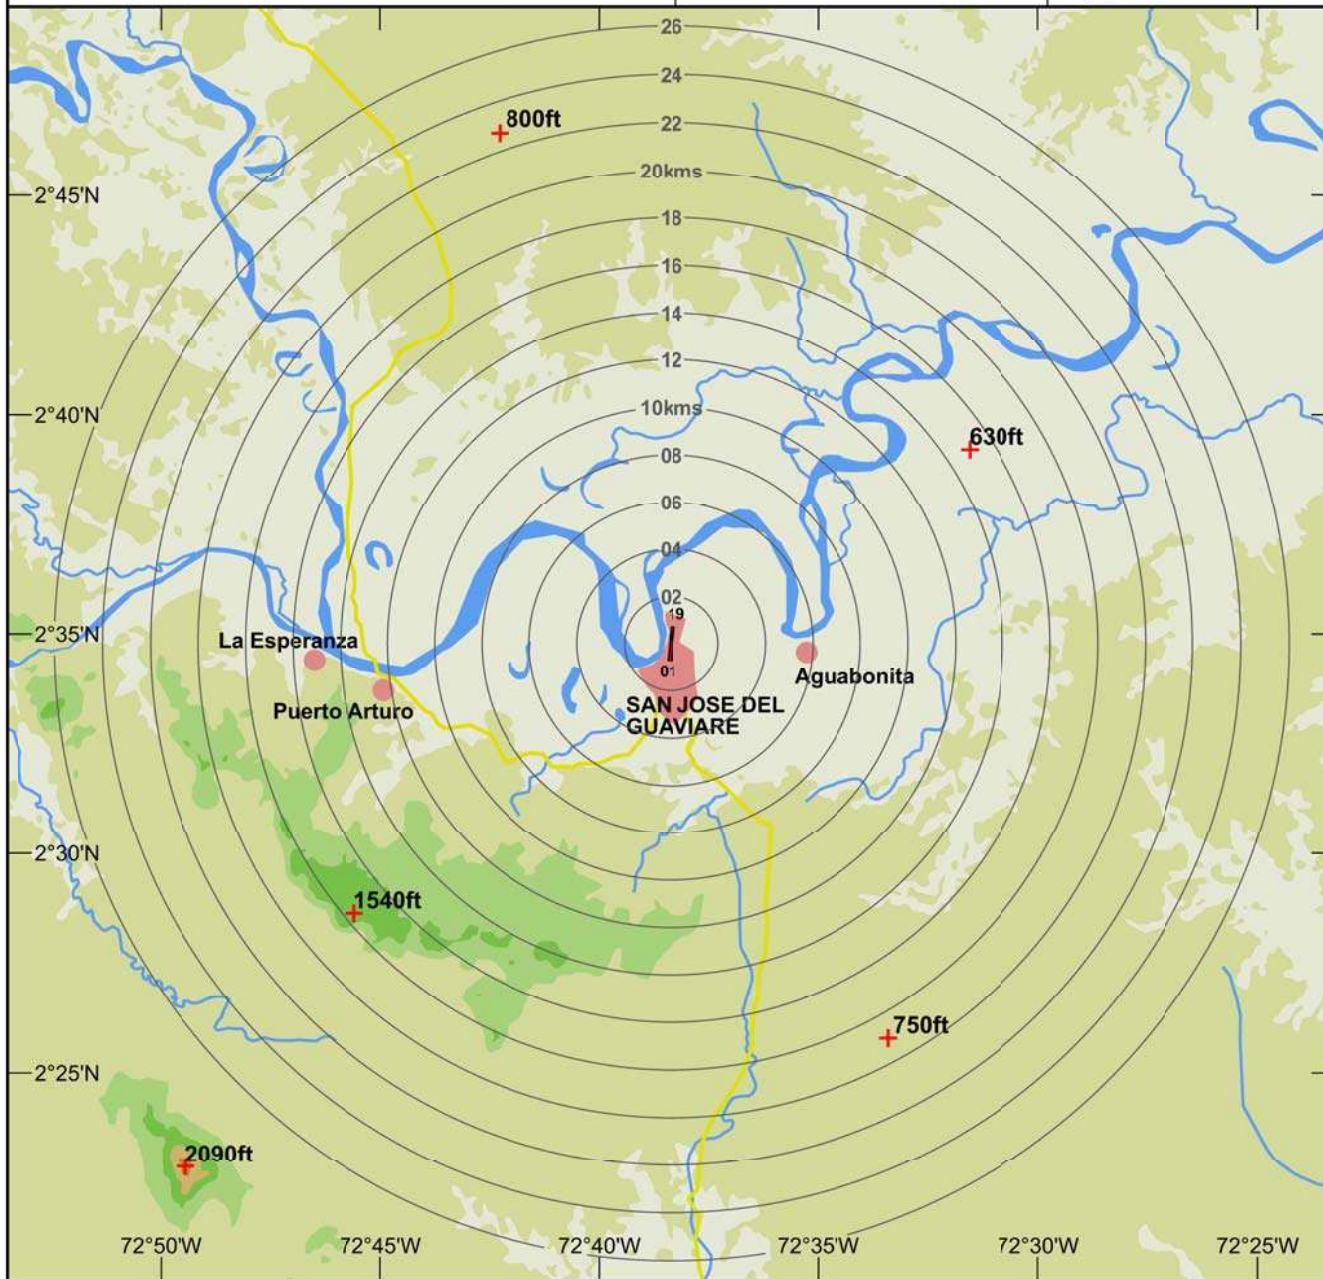 26
24
800ft
22
20kms
2°45'N
18
16
14
12
10kms
2°40'N
630ft
08
06
04
02
19
2°35'N
La Esperanza
01
Aguabonita
Puerto Arturo
SAN JOSE DEL
GUAVIARE
2°30'N
1540ft
750ft
2°25'N
2090ft
72°50'W 72°45'W 72°40'W 72°35'W 72°30'W 72°25'W